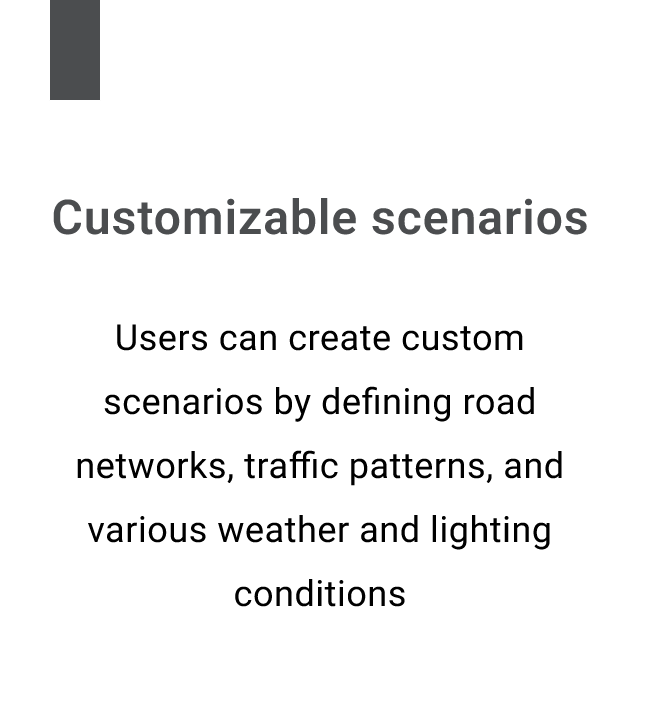 Customizable scenarios
Users can create custom
scenarios by defining road
networks, traffic patterns, and
various weather and lighting
conditions